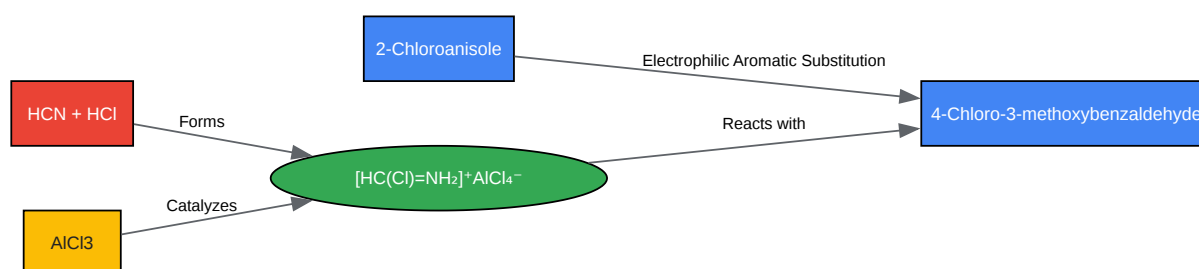 2-Chloroanisole
Electrophilic Aromatic Substitution
HCN + HCl
Forms
Reacts with
4-Chloro-3-methoxybenzaldehyde
[HC(Cl)=NH₂]⁺AlCl₄⁻
Catalyzes
AlCl3